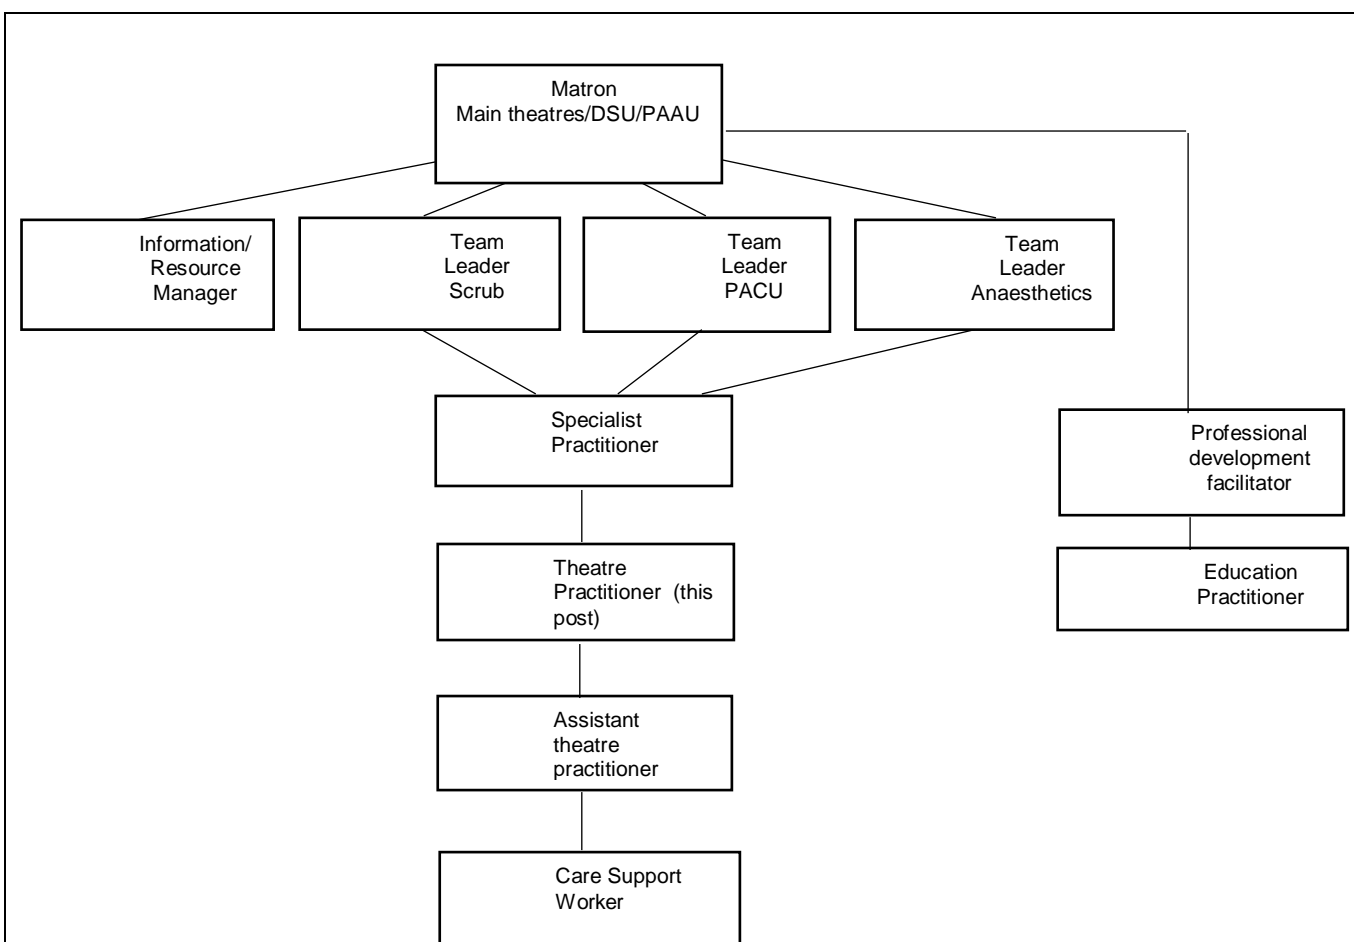 Matron
Main theatres/DSU/PAAU
Information/
Resource
Manager
Team
Leader
Scrub
Team
Leader
PACU
Team
Leader
Anaesthetics
Specialist
Practitioner
Professional
development
facilitator
Theatre
Practitioner (this
post)
Education
Practitioner
Assistant
theatre
practitioner
Care Support
Worker